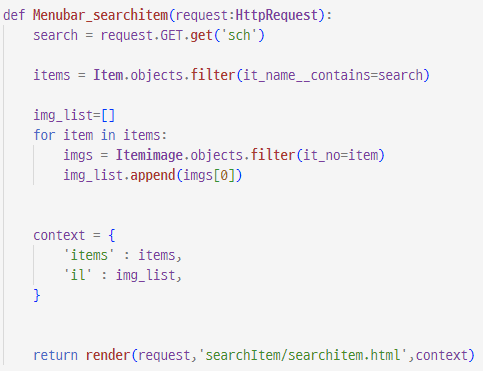 def Menubar_searchitem(request:HttpRequest):
    search = request.GET.get('sch')
    items = Item.objects.filter(it_name__contains=search)
    img_list=[]
    for item in items:
        imgs = Itemimage.objects.filter(it_no=item)
        img_list.append(imgs[0])
    context = {
        'items' : items,
        'il' : img_list,
    }
    return render(request,'searchItem/searchitem.html',context)